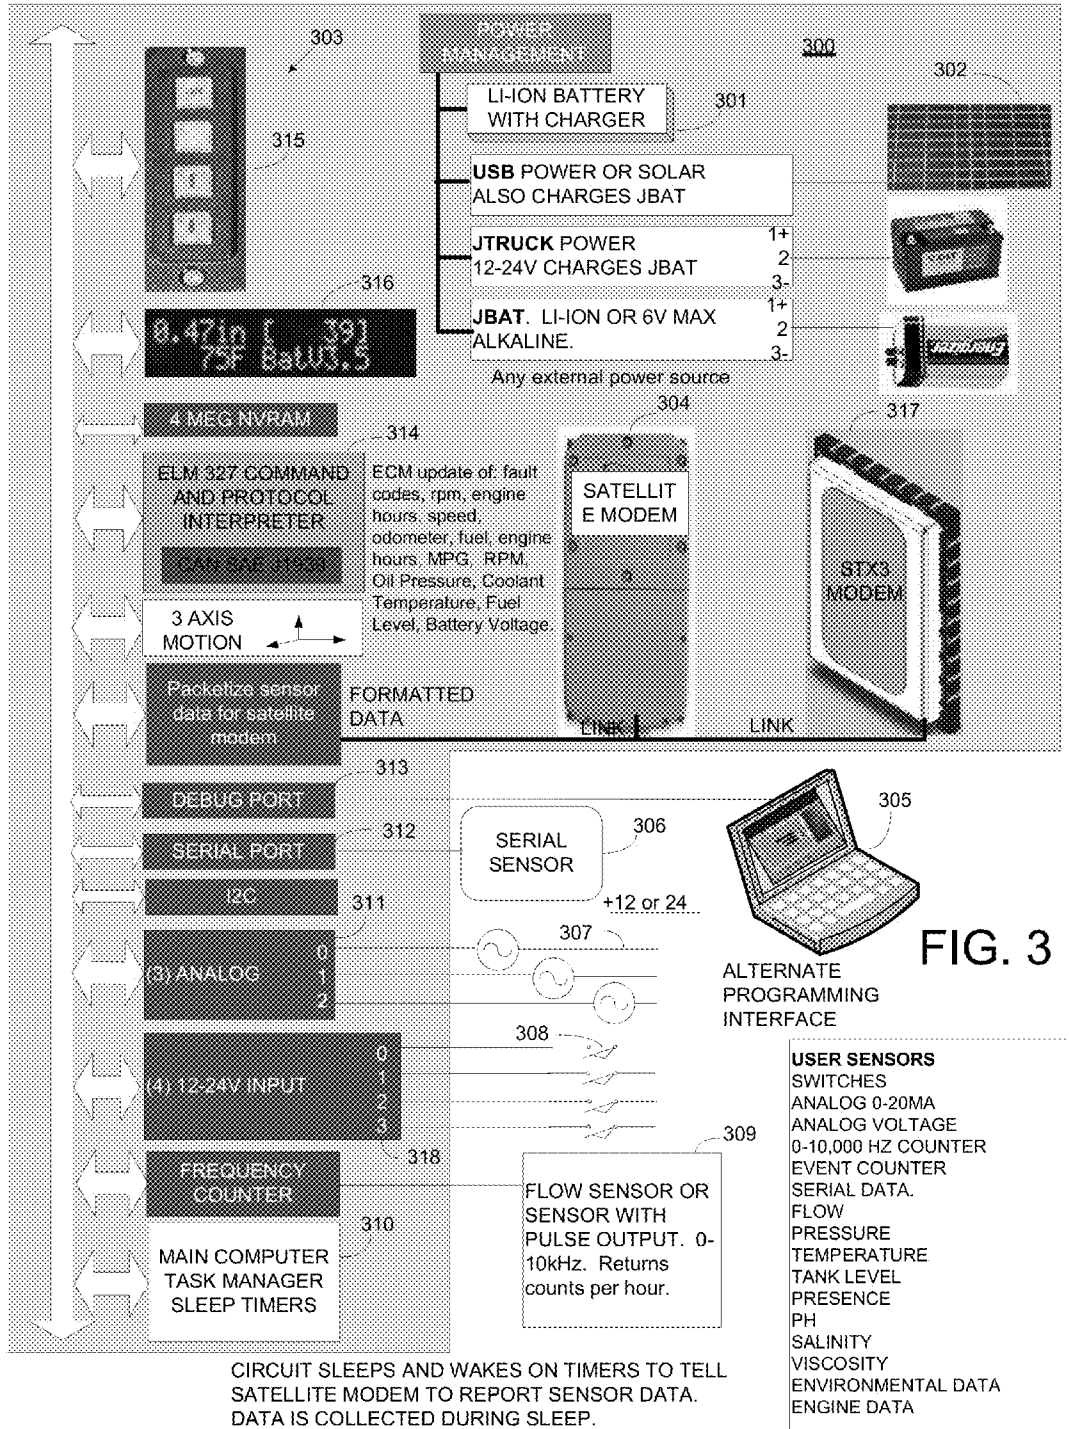 303
POWER
MANAGEMENT
300
302
LI-ION BATTERY
WITH CHARGER
301
315
USB POWER OR SOLAR
ALSO CHARGES JBAT
JTRUCK POWER
12-24V CHARGES JBAT
1+
2
3-
316
0.47in [ 39]
75F BatV3.5
JBAT. LI-ION OR 6V MAX
ALKALINE.
1+
2
3-
Any external power source
304
317
4 MEG NVRAM
314
ELM 327 COMMAND
AND PROTOCOL
INTERPRETER
CAN SAE J1939
ECM update of: fault
codes, rpm, engine
hours, speed,
odometer, fuel, engine
hours, MPG, RPM,
Oil Pressure, Coolant
Temperature, Fuel
Level, Battery Voltage.
SATELLIT
E MODEM
STX3
MODEM
3 AXIS
MOTION
Packetize sensor
data for satellite
modem
FORMATTED
DATA
LINK
LINK
313
DEBUG PORT
312
SERIAL PORT
SERIAL
SENSOR
306
305
I2C
311
+12 or 24
307
(3) ANALOG
0
1
2
FIG. 3
ALTERNATE
PROGRAMMING
INTERFACE
308
(4) 12-24V INPUT
0
1
2
3
318
309
FREQUENCY
COUNTER
FLOW SENSOR OR
SENSOR WITH
PULSE OUTPUT. 0-
10kHz. Returns
counts per hour.
310
MAIN COMPUTER
TASK MANAGER
SLEEP TIMERS
USER SENSORS
SWITCHES
ANALOG 0-20MA
ANALOG VOLTAGE
0-10,000 HZ COUNTER
EVENT COUNTER
SERIAL DATA.
FLOW
PRESSURE
TEMPERATURE
TANK LEVEL
PRESENCE
PH
SALINITY
VISCOSITY
ENVIRONMENTAL DATA
ENGINE DATA
CIRCUIT SLEEPS AND WAKES ON TIMERS TO TELL
SATELLITE MODEM TO REPORT SENSOR DATA.
DATA IS COLLECTED DURING SLEEP.